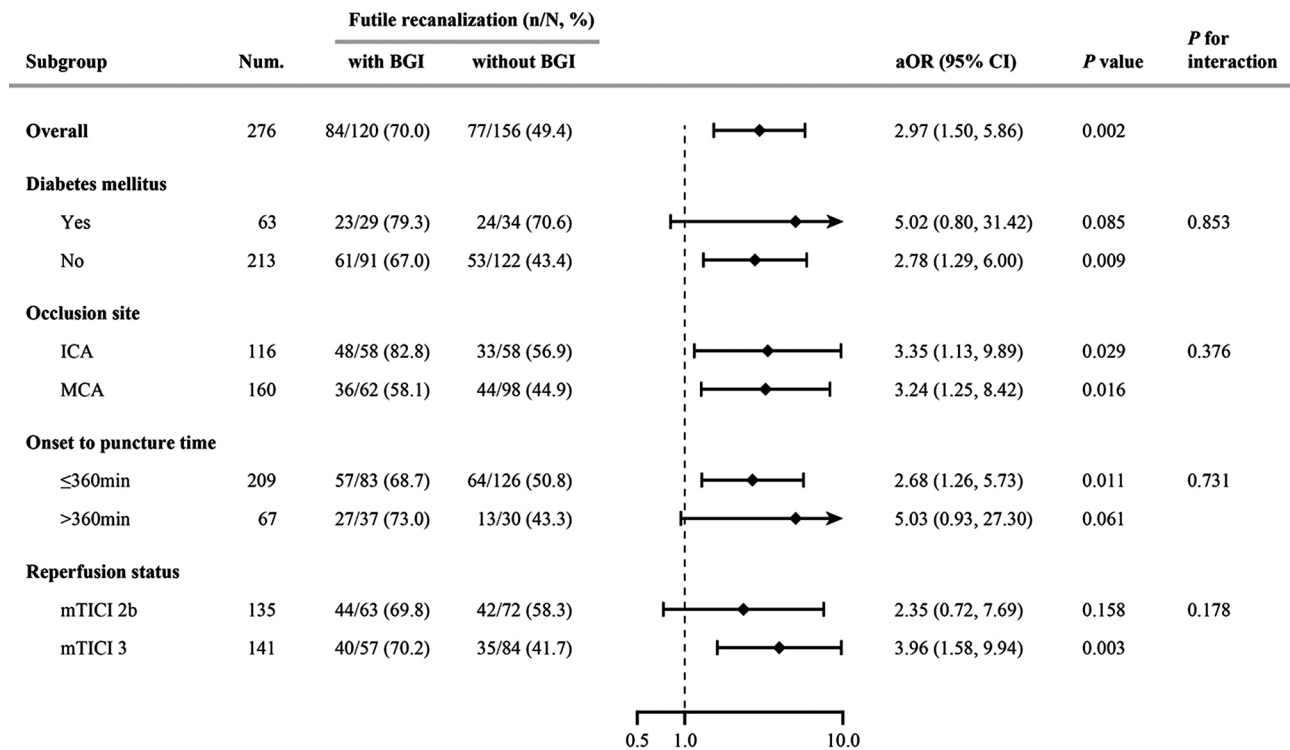 Futile recanalization (n/N, %)
Subgroup Num. with BGI without BGI aOR (95% CI) P value P for interaction
Overall 276 84/120 (70.0) 77/156 (49.4) 2.97 (1.50, 5.86) 0.002
Diabetes mellitus
Yes 63 23/29 (79.3) 24/34 (70.6) 5.02 (0.80, 31.42) 0.085 0.853
No 213 61/91 (67.0) 53/122 (43.4) 2.78 (1.29, 6.00) 0.009
Occlusion site
ICA 116 48/58 (82.8) 33/58 (56.9) 3.35 (1.13, 9.89) 0.029 0.376
MCA 160 36/62 (58.1) 44/98 (44.9) 3.24 (1.25, 8.42) 0.016
Onset to puncture time
≤360min 209 57/83 (68.7) 64/126 (50.8) 2.68 (1.26, 5.73) 0.011 0.731
>360min 67 27/37 (73.0) 13/30 (43.3) 5.03 (0.93, 27.30) 0.061
Reperfusion status
mTICI 2b 135 44/63 (69.8) 42/72 (58.3) 2.35 (0.72, 7.69) 0.158 0.178
mTICI 3 141 40/57 (70.2) 35/84 (41.7) 3.96 (1.58, 9.94) 0.003
0.5 1.0 10.0